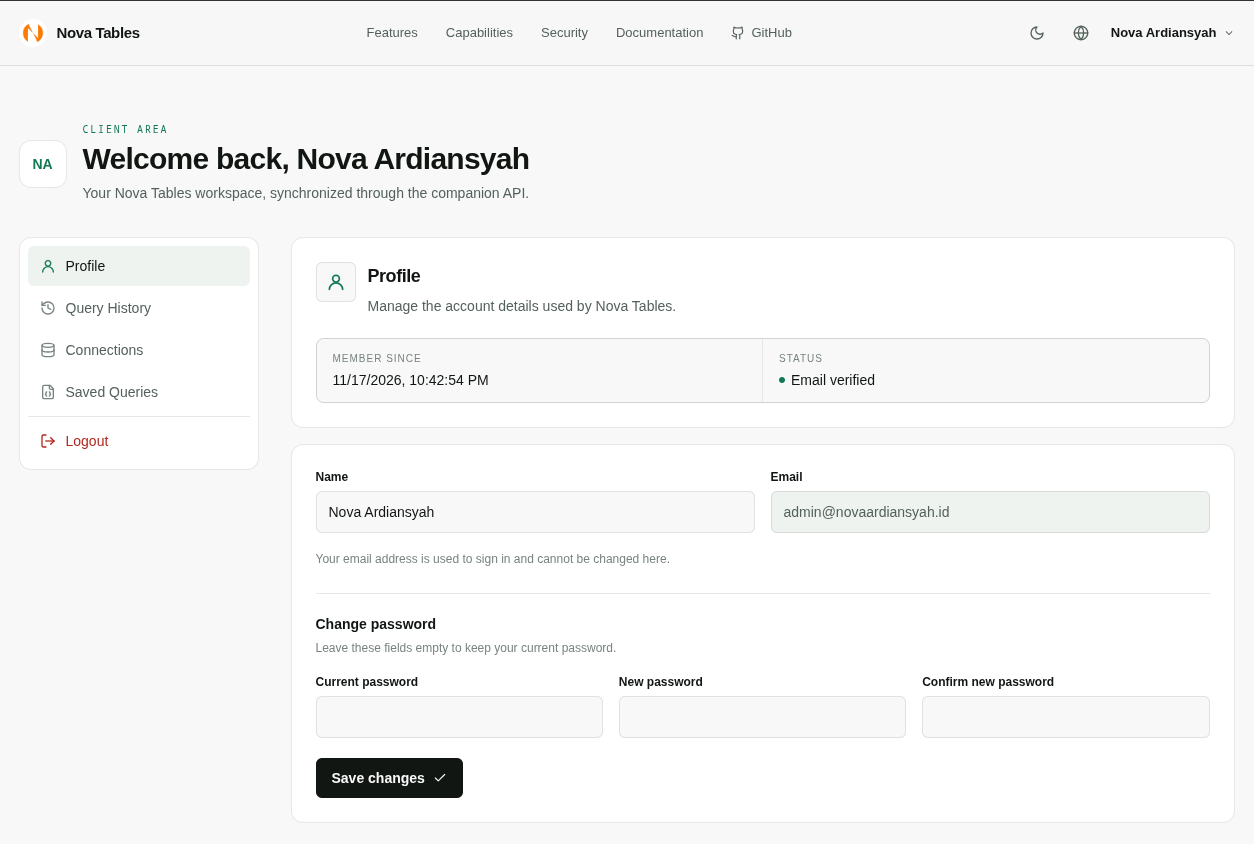 Nova Tables
Features
Capabilities
Security
Documentation
GitHub
Nova Ardiansyah
CLIENT AREA
NA
Welcome back, Nova Ardiansyah
Your Nova Tables workspace, synchronized through the companion API.
Profile
Query History
Connections
Saved Queries
Logout
Profile
Manage the account details used by Nova Tables.
MEMBER SINCE
11/17/2026, 10:42:54 PM
STATUS
Email verified
Name
Nova Ardiansyah
Email
admin@novaardiansyah.id
Your email address is used to sign in and cannot be changed here.
Change password
Leave these fields empty to keep your current password.
Current password
New password
Confirm new password
Save changes